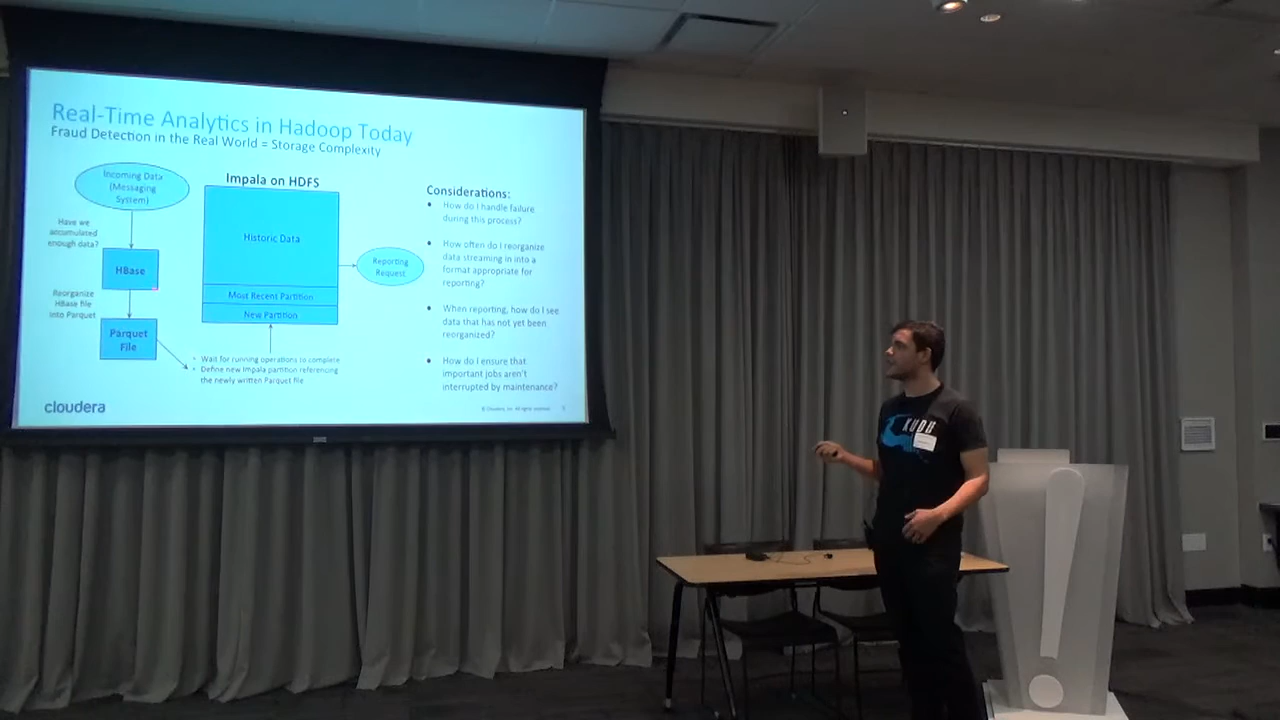 Real-Time Analytics in Hadoop Today
Fraud Detection in the Real World = Storage Complexity
Incoming Data
(Messaging
System)
Have we
accumulated
enough data?
HBase
Reorganize
HBase file
into Parquet
Parquet
File
Impala on HDFS
Historic Data
Most Recent Partition
New Partition
Reporting
Request
• Wait for running operations to complete
• Define new Impala partition referencing
the newly written Parquet file
Considerations:
• How do I handle failure
during this process?
• How often do I reorganize
data streaming in into a
format appropriate for
reporting?
• When reporting, how do I see
data that has not yet been
reorganized?
• How do I ensure that
important jobs aren't
interrupted by maintenance?
cloudera
© Cloudera, Inc. All rights reserved.
KUDU